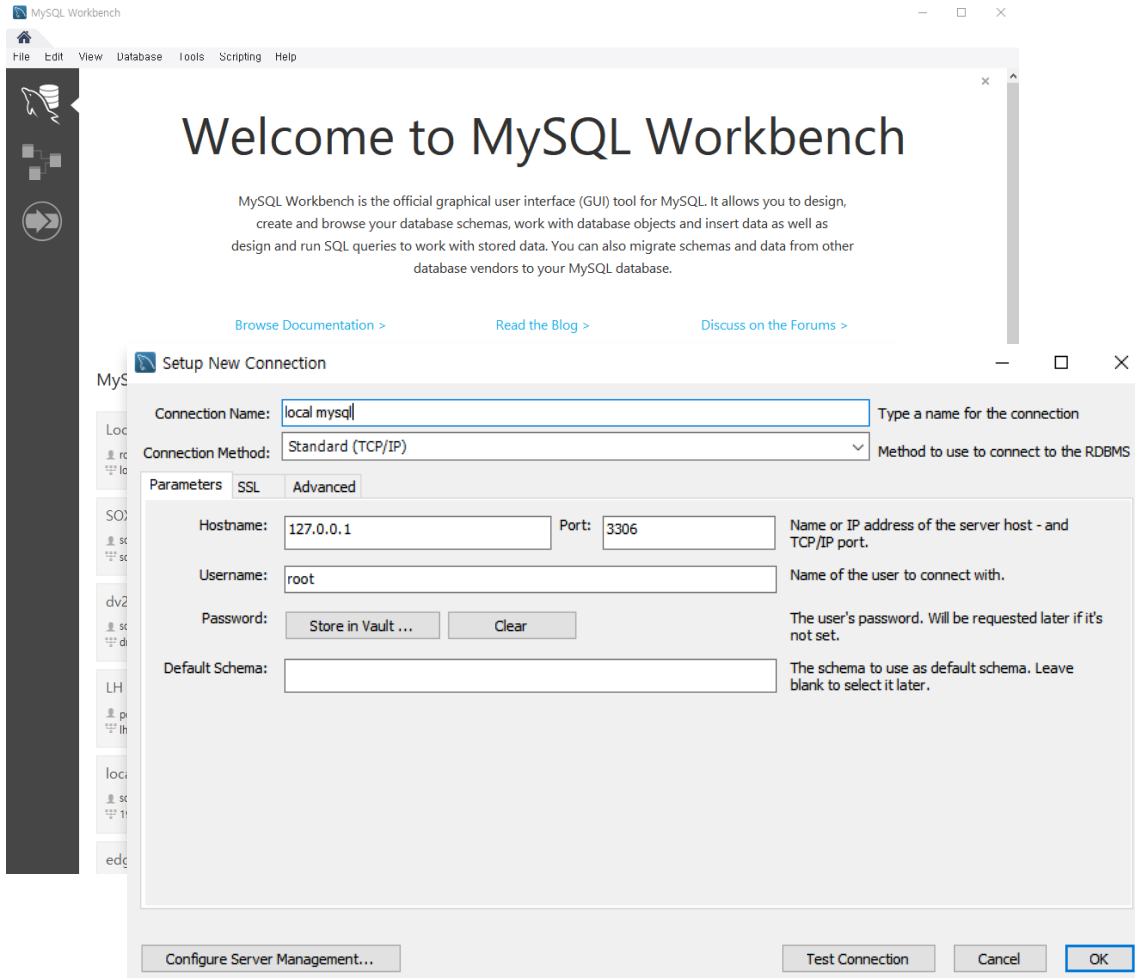 MySQL Workbench
File Edit View Database Tools Scripting Help
Welcome to MySQL Workbench
MySQL Workbench is the official graphical user interface (GUI) tool for MySQL. It allows you to design,
create and browse your database schemas, work with database objects and insert data as well as
design and run SQL queries to work with stored data. You can also migrate schemas and data from other
database vendors to your MySQL database.
Browse Documentation > Read the Blog > Discuss on the Forums >
Setup New Connection
Connection Name: local mysql Type a name for the connection
Connection Method: Standard (TCP/IP) Method to use to connect to the RDBMS
Parameters SSL Advanced
Hostname: 127.0.0.1 Port: 3306 Name or IP address of the server host - and
TCP/IP port.
Username: root Name of the user to connect with.
Password: Store in Vault ... Clear The user's password. Will be requested later if it's
not set.
Default Schema: The schema to use as default schema. Leave
blank to select it later.
LH
Configure Server Management... Test Connection Cancel OK